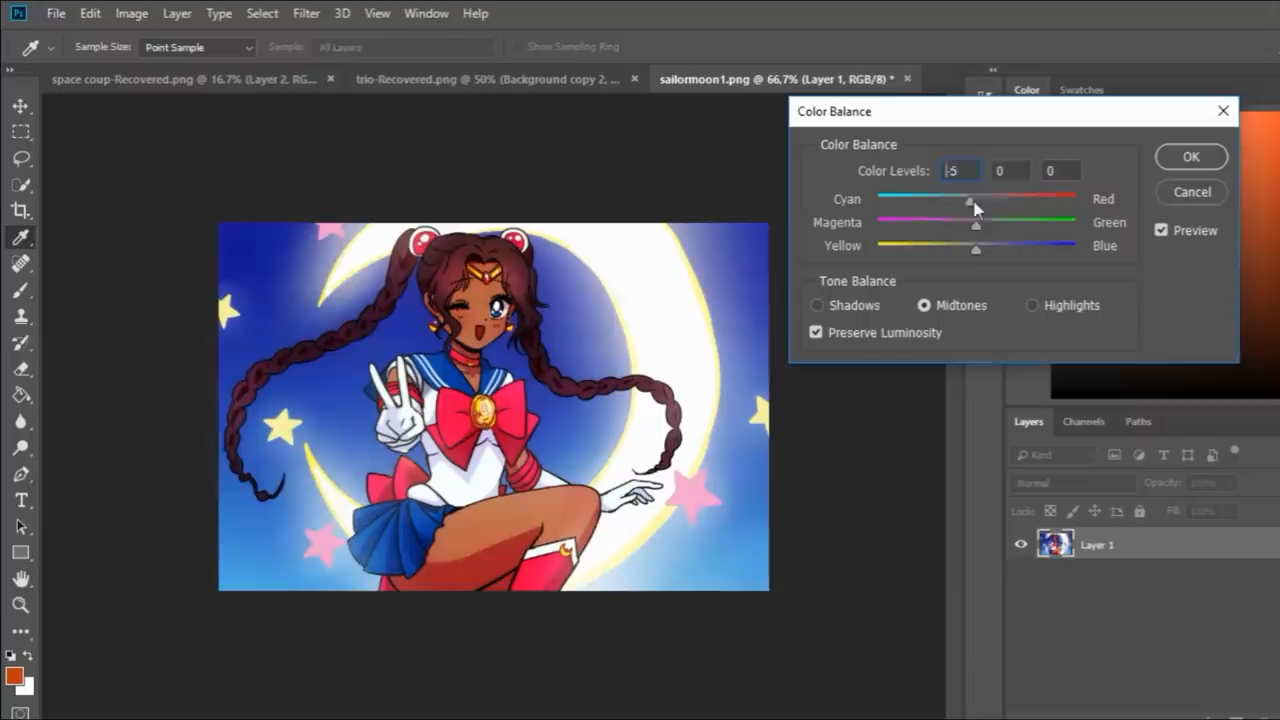 Ps File Edit Image Layer Type Select Filter 3D View Window Help
Sample Size: Point Sample Sample: All Layers Show Sampling Ring
space coup-Recovered.png @ 16.7% (Layer 2, RG... × trio-Recovered.png @ 50% (Background copy 2, ... × sailormoon1.png @ 66,7% (Layer 1, RGB/8) * ×
Color Swatches
Color Balance
Color Balance
Color Levels: -5 0 0
OK
Cyan Red
Cancel
Magenta Green
Preview
Yellow Blue
Tone Balance
Shadows Midtones Highlights
Preserve Luminosity
Layers Channels Paths
Kind
Normal Opacity: 100%
Lock: Fill: 100%
Layer 1